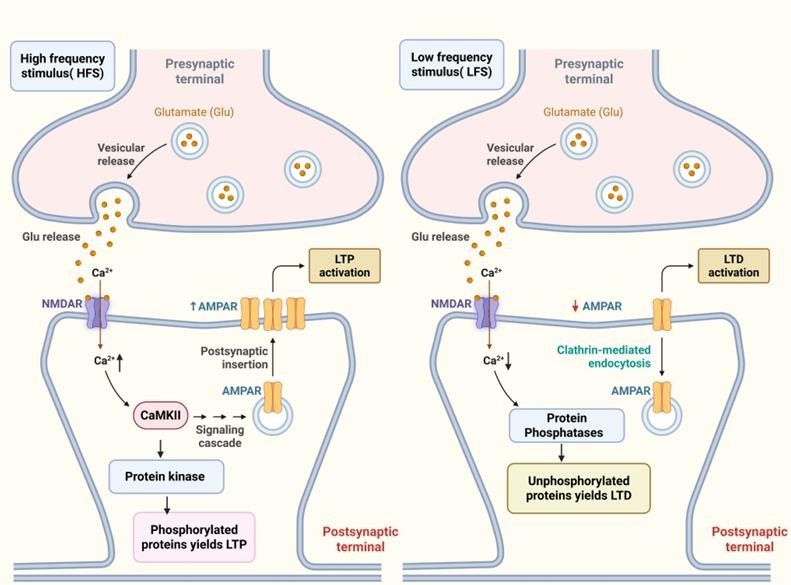 High frequency
stimulus( HFS)
Presynaptic
terminal
Glutamate (Glu)
Vesicular
release
Glu release
Ca²⁺
NMDAR
↑AMPAR
LTP
activation
Ca²⁺↑
Postsynaptic
insertion
AMPAR
CaMKII
Signaling
cascade
Protein kinase
Phosphorylated
proteins yields LTP
Postsynaptic
terminal
Low frequency
stimulus( LFS)
Presynaptic
terminal
Glutamate (Glu)
Vesicular
release
Glu release
Ca²⁺
NMDAR
↓ AMPAR
LTD
activation
Ca²⁺↓
Clathrin-mediated
endocytosis
AMPAR
Protein
Phosphatases
Unphosphorylated
proteins yields LTD
Postsynaptic
terminal